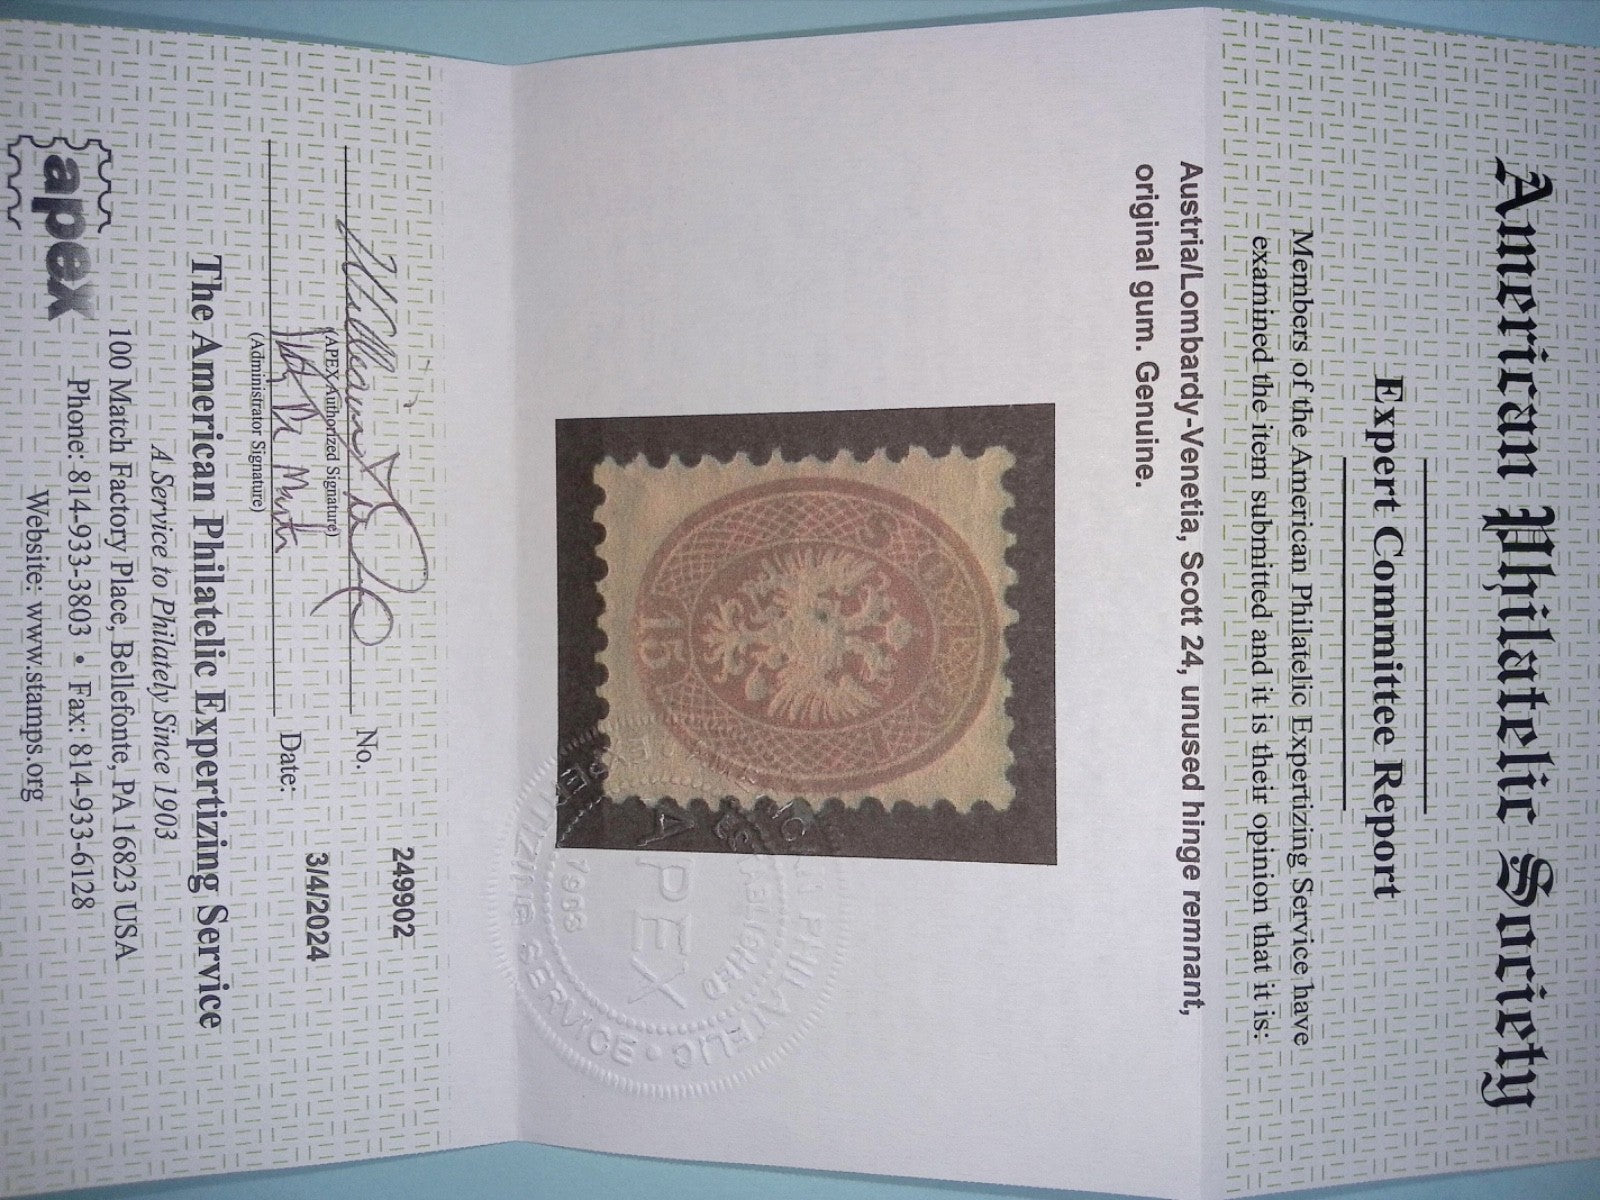 American Philatelic Society
Expert Committee Report
Members of the American Philatelic Expertizing Service have
examined the item submitted and it is their opinion that it is:
Austria/Lombardy-Venetia, Scott 24, unused hinge remnant,
original gum. Genuine.
SOLDI
15
PHILATELIC
ESTABLISHED
APEX
1903
EXPERTIZING SERVICE
No. 249902
(APEX Authorized Signature)
Date: 3/4/2024
(Administrator Signature)
The American Philatelic Expertizing Service
A Service to Philately Since 1903
apex
100 Match Factory Place, Bellefonte, PA 16823 USA
Phone: 814-933-3803 • Fax: 814-933-6128
Website: www.stamps.org